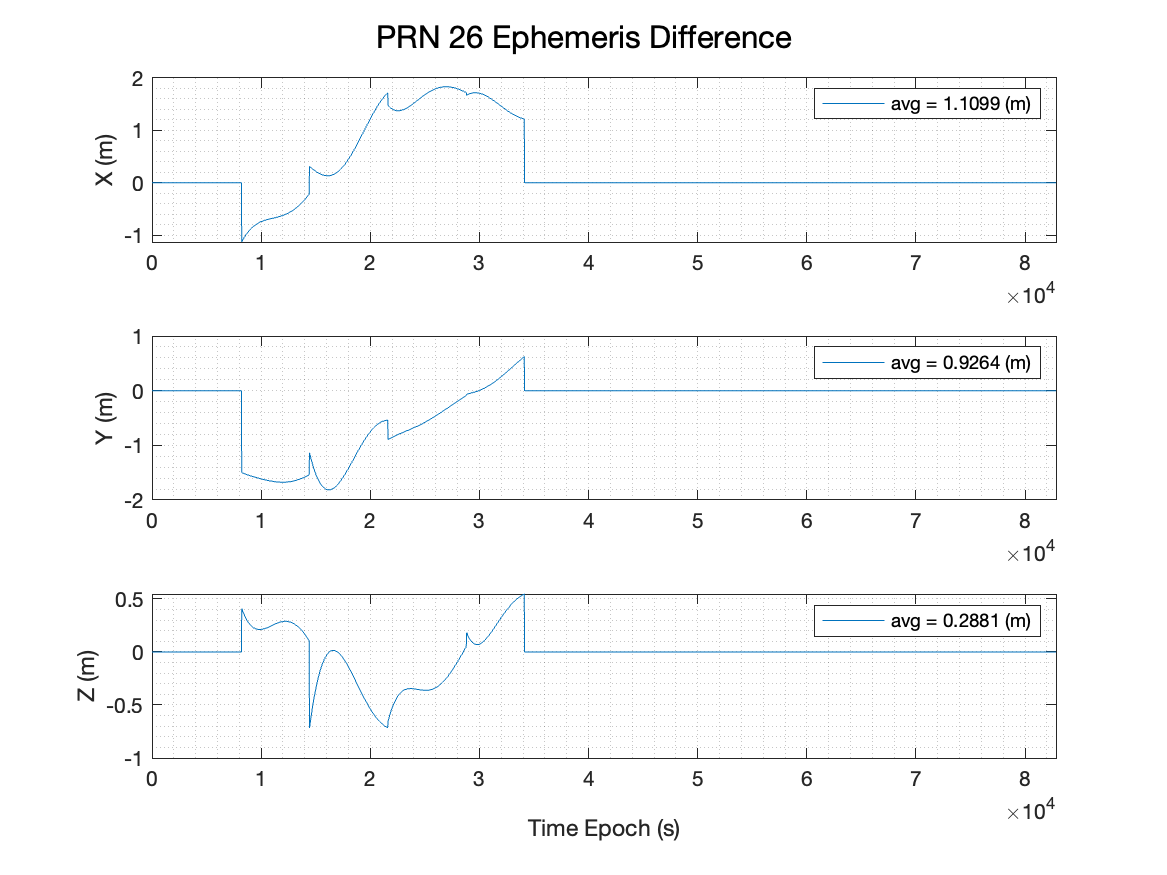 PRN 26 Ephemeris Difference
2
1
0
-1
X (m)
avg = 1.1099 (m)
0 1 2 3 4 5 6 7 8
×10^4
1
0
-1
-2
Y (m)
avg = 0.9264 (m)
0 1 2 3 4 5 6 7 8
×10^4
0.5
0
-0.5
-1
Z (m)
avg = 0.2881 (m)
0 1 2 3 4 5 6 7 8
×10^4
Time Epoch (s)